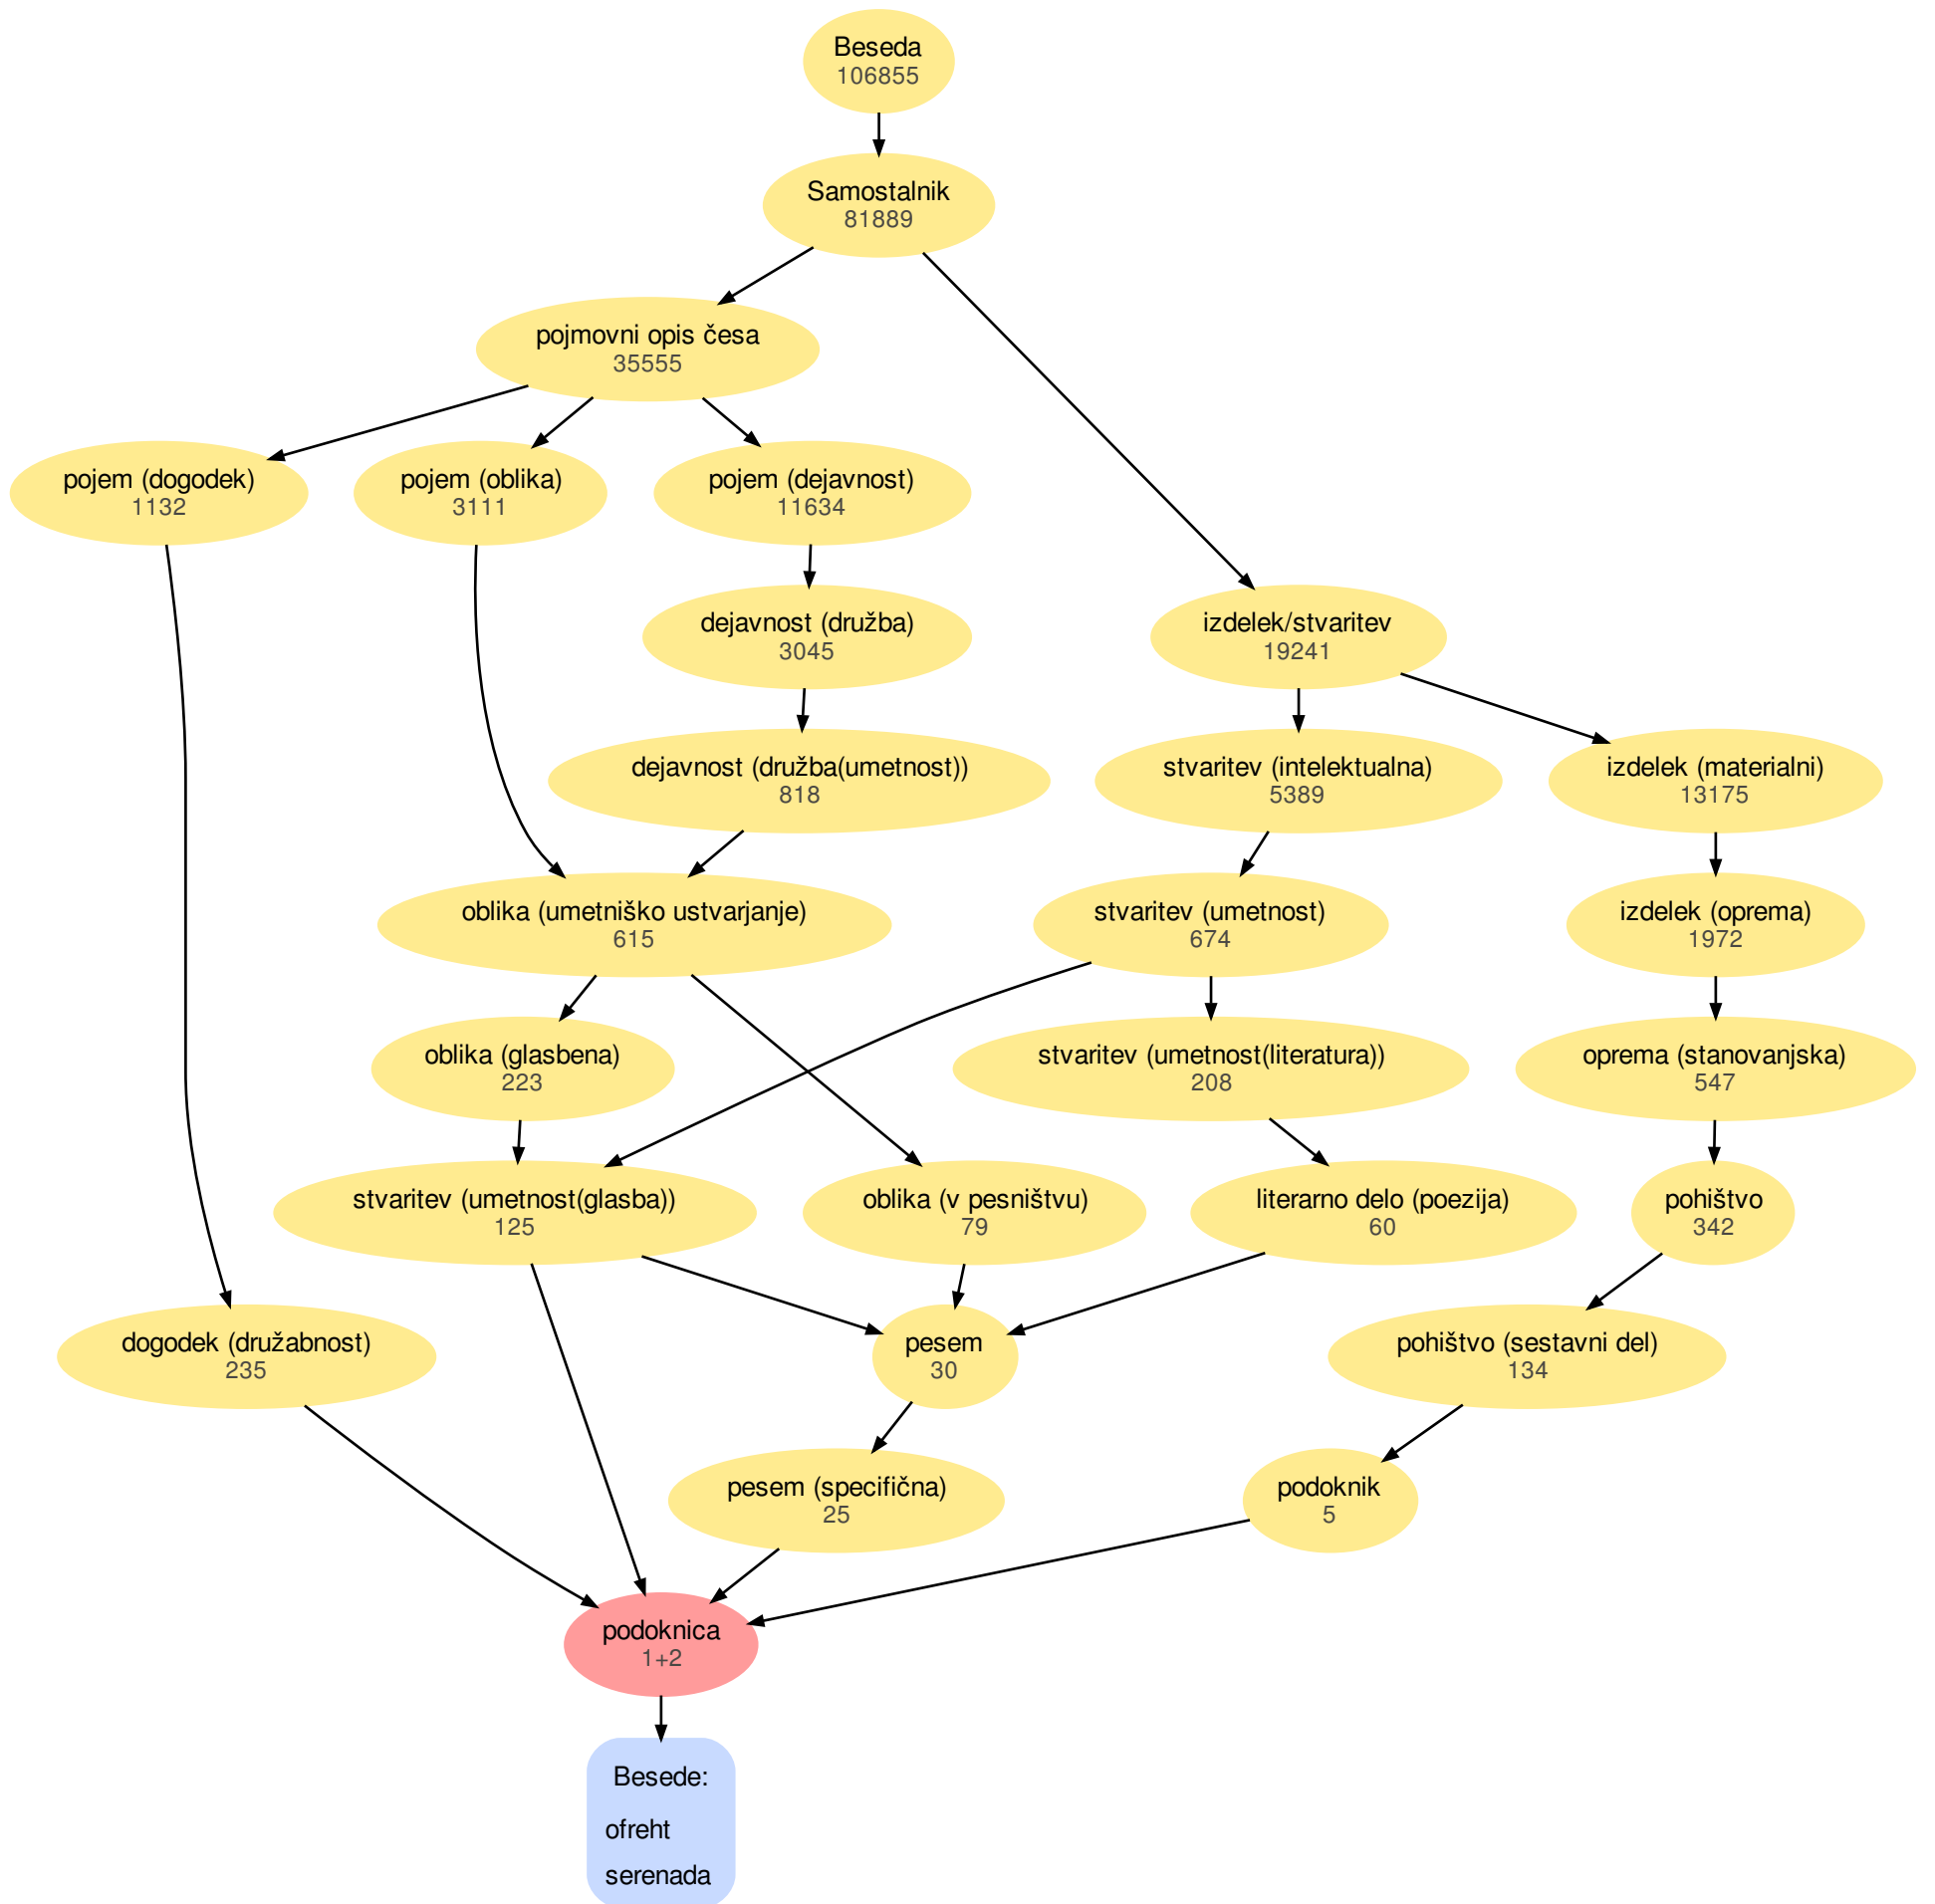 Beseda
106855
Samostalnik
81889
pojmovni opis česa
35555
pojem (dogodek)
1132
pojem (oblika)
3111
pojem (dejavnost)
11634
dejavnost (družba)
3045
izdelek/stvaritev
19241
dejavnost (družba(umetnost))
818
stvaritev (intelektualna)
5389
izdelek (materialni)
13175
oblika (umetniško ustvarjanje)
615
stvaritev (umetnost)
674
izdelek (oprema)
1972
oblika (glasbena)
223
stvaritev (umetnost(literatura))
208
oprema (stanovanjska)
547
stvaritev (umetnost(glasba))
125
oblika (v pesništvu)
79
literarno delo (poezija)
60
pohištvo
342
dogodek (družabnost)
235
pesem
30
pohištvo (sestavni del)
134
pesem (specifična)
25
podoknik
5
podoknica
1+2
Besede:
ofreht
serenada